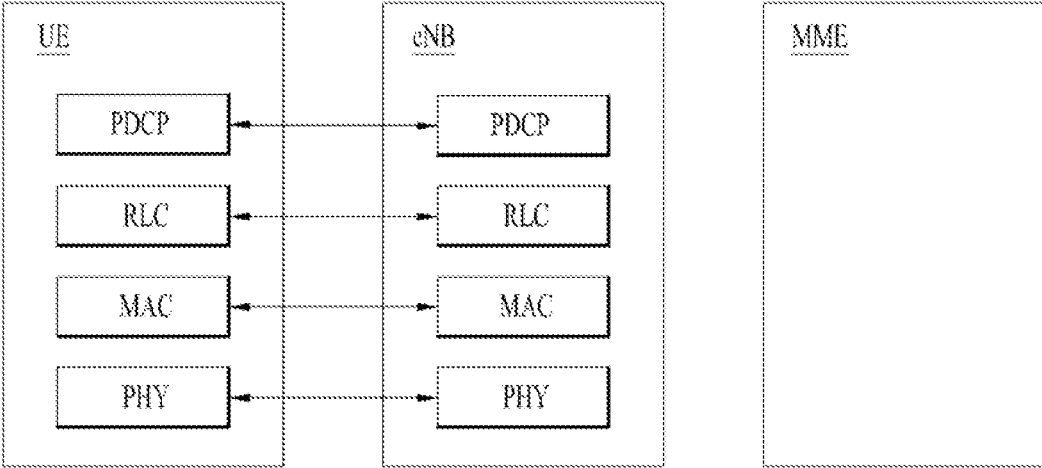 UE eNB MME
PDCP PDCP
RLC RLC
MAC MAC
PHY PHY